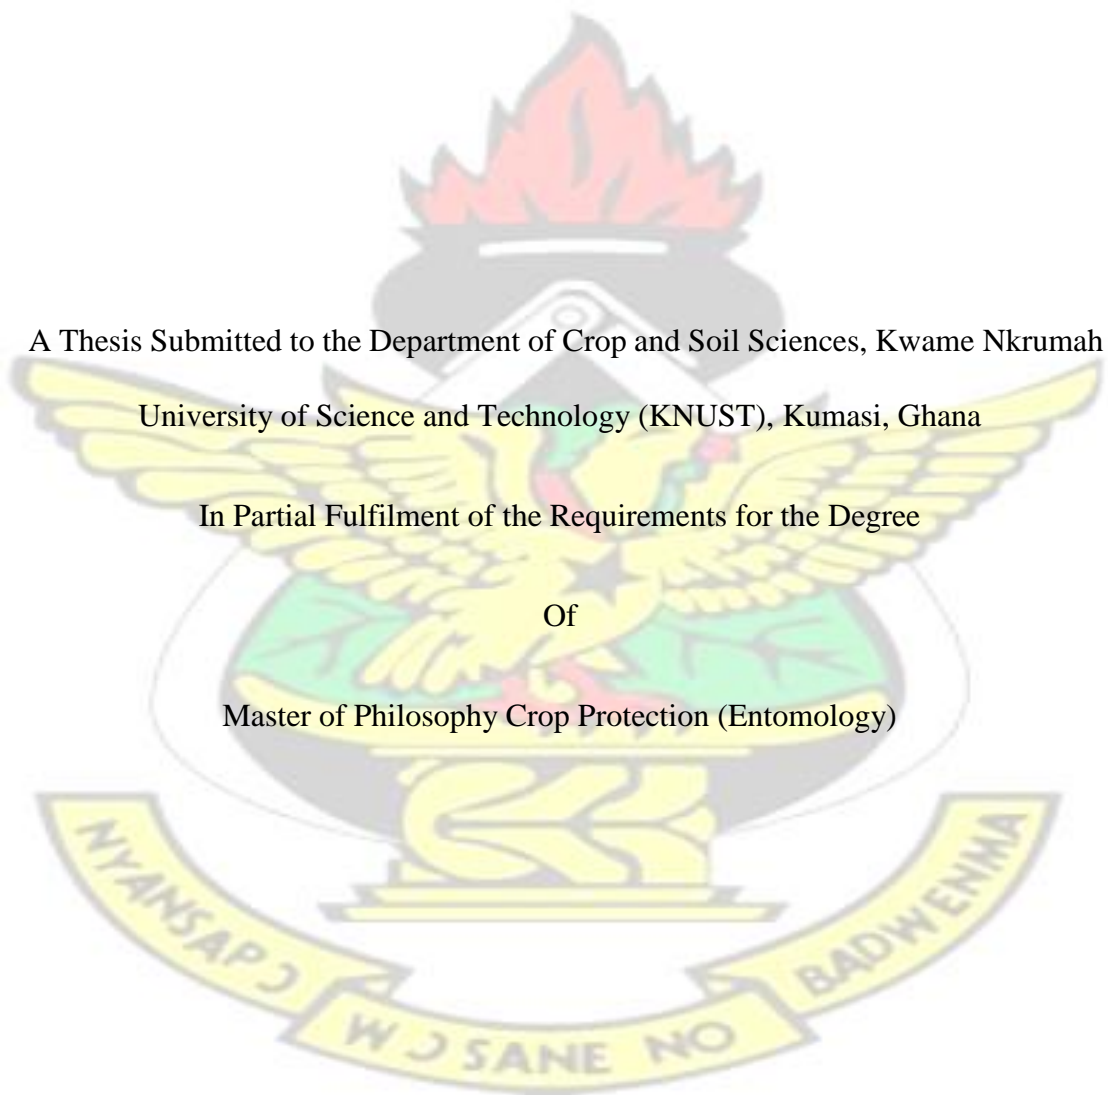 A Thesis Submitted to the Department of Crop and Soil Sciences, Kwame Nkrumah
University of Science and Technology (KNUST), Kumasi, Ghana
In Partial Fulfilment of the Requirements for the Degree
Of
Master of Philosophy Crop Protection (Entomology)
NYANSAPƆ
WƆSANE NO
BADWENMA